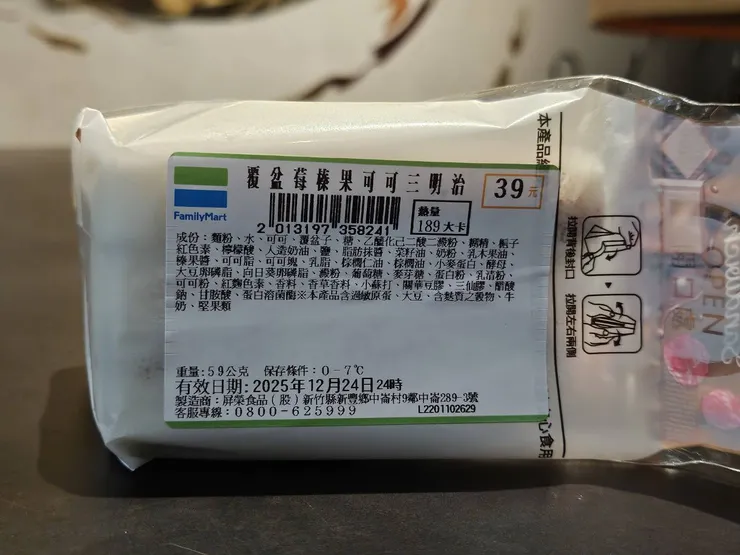 FamilyMart
覆盆莓榛果可可三明治
39元
2 013197 358241
熱量
189大卡
成份：麵粉、水、可可、覆盆子、糖、乙醯化己二酸二澱粉、糊精、梔子
紅色素、檸檬酸、人造奶油、鹽、脂肪抹醬、菜籽油、奶粉、乳木果油、
榛果醬、可可脂、可可塊、乳脂、棕櫚仁油、棕櫚油、小麥蛋白、酵母、
大豆卵磷脂、向日葵卵磷脂、澱粉、葡萄糖、麥芽糖、蛋白粉、乳清粉、
可可粉、紅麴色素、香料、香草香料、小蘇打、關華豆膠、三仙膠、醋酸
鈉、甘胺酸、蛋白溶菌酶※本產品含過敏原蛋、大豆、含麩質之穀物、牛
奶、堅果類
重量:59公克 保存條件：0-7℃
有效日期:2025年12月24日24時
製造商：屏榮食品（股）新竹縣新豐鄉中崙村9鄰中崙289-3號
客服專線：0800-625999
L2201102629
本產品經
心食用
拉開背後封口
拉開左右兩側
OPEN